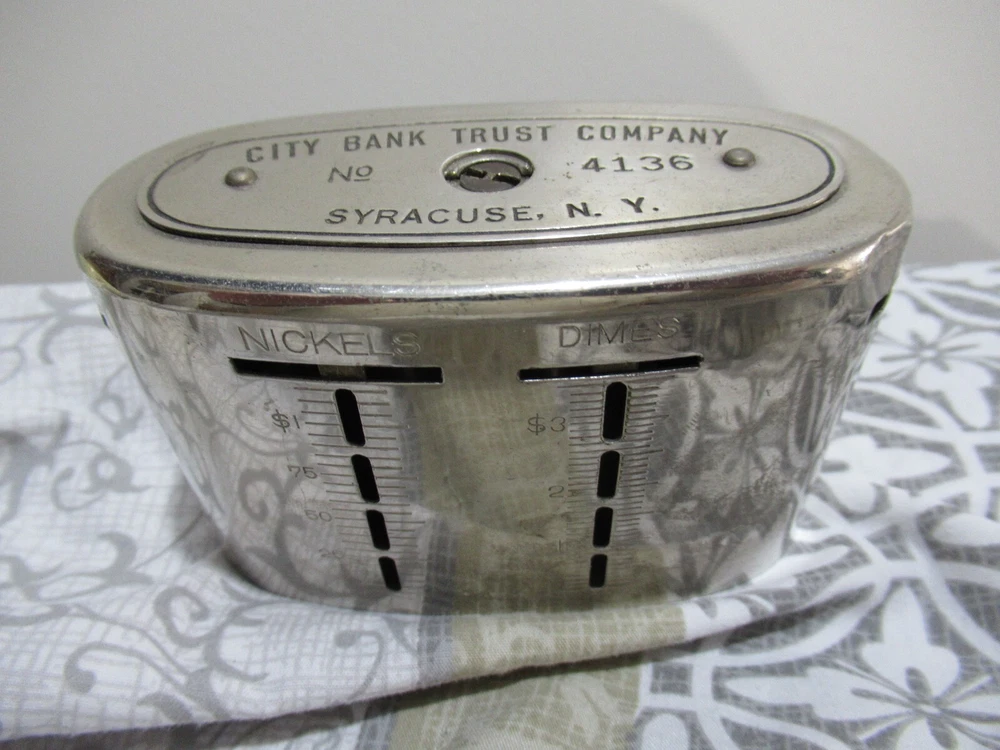 CITY BANK TRUST COMPANY
Nº 4136
SYRACUSE, N. Y.
NICKELS DIMES
$1 $3
75 2
50 1